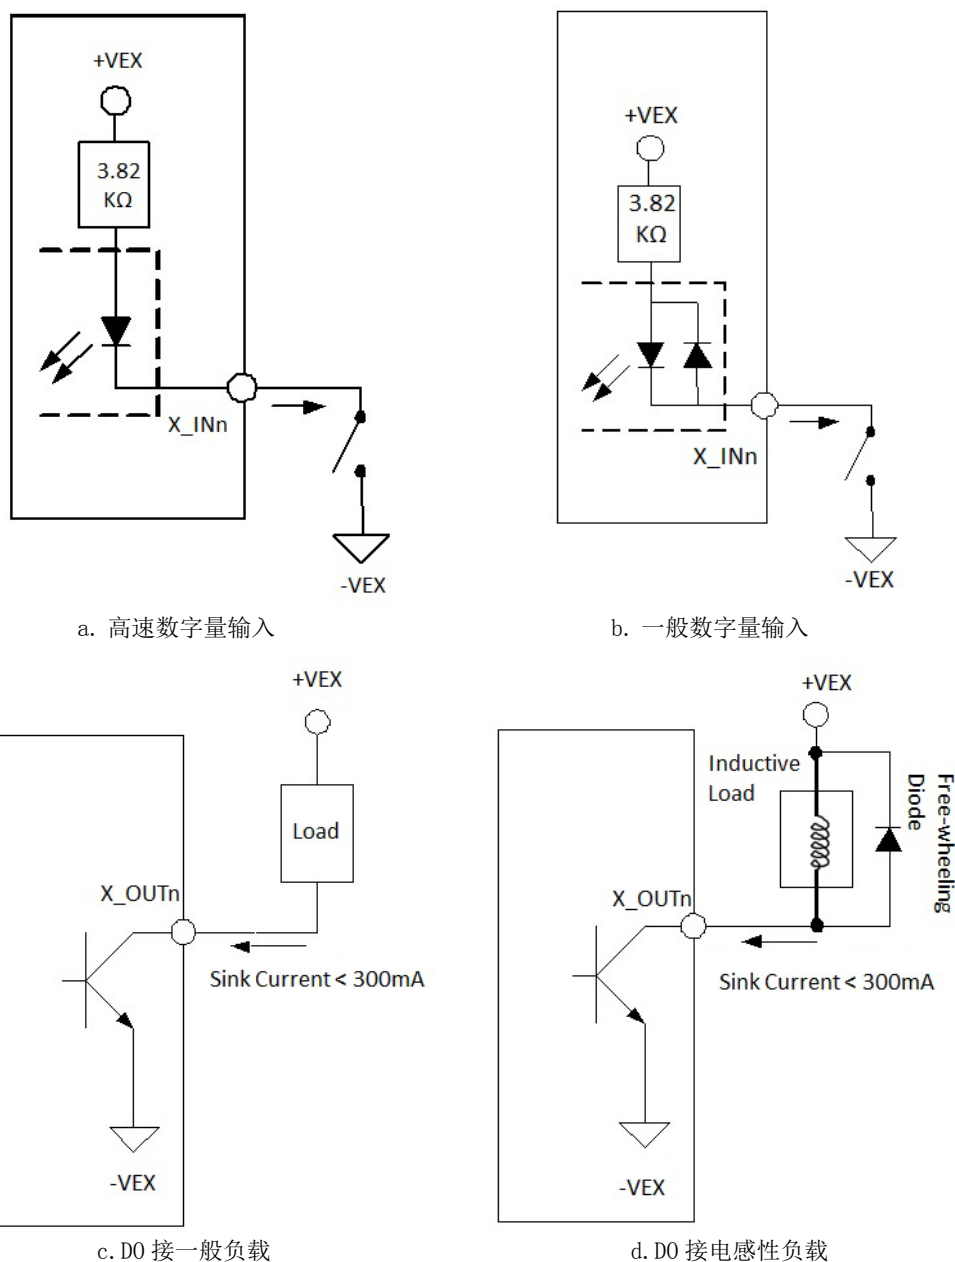 +VEX
3.82
KΩ
X_INn
-VEX
a. 高速数字量输入
+VEX
3.82
KΩ
X_INn
-VEX
b. 一般数字量输入
+VEX
Load
X_OUTn
Sink Current < 300mA
-VEX
c.DO 接一般负载
+VEX
Inductive
Load
Free-wheeling
Diode
X_OUTn
Sink Current < 300mA
-VEX
d.DO 接电感性负载